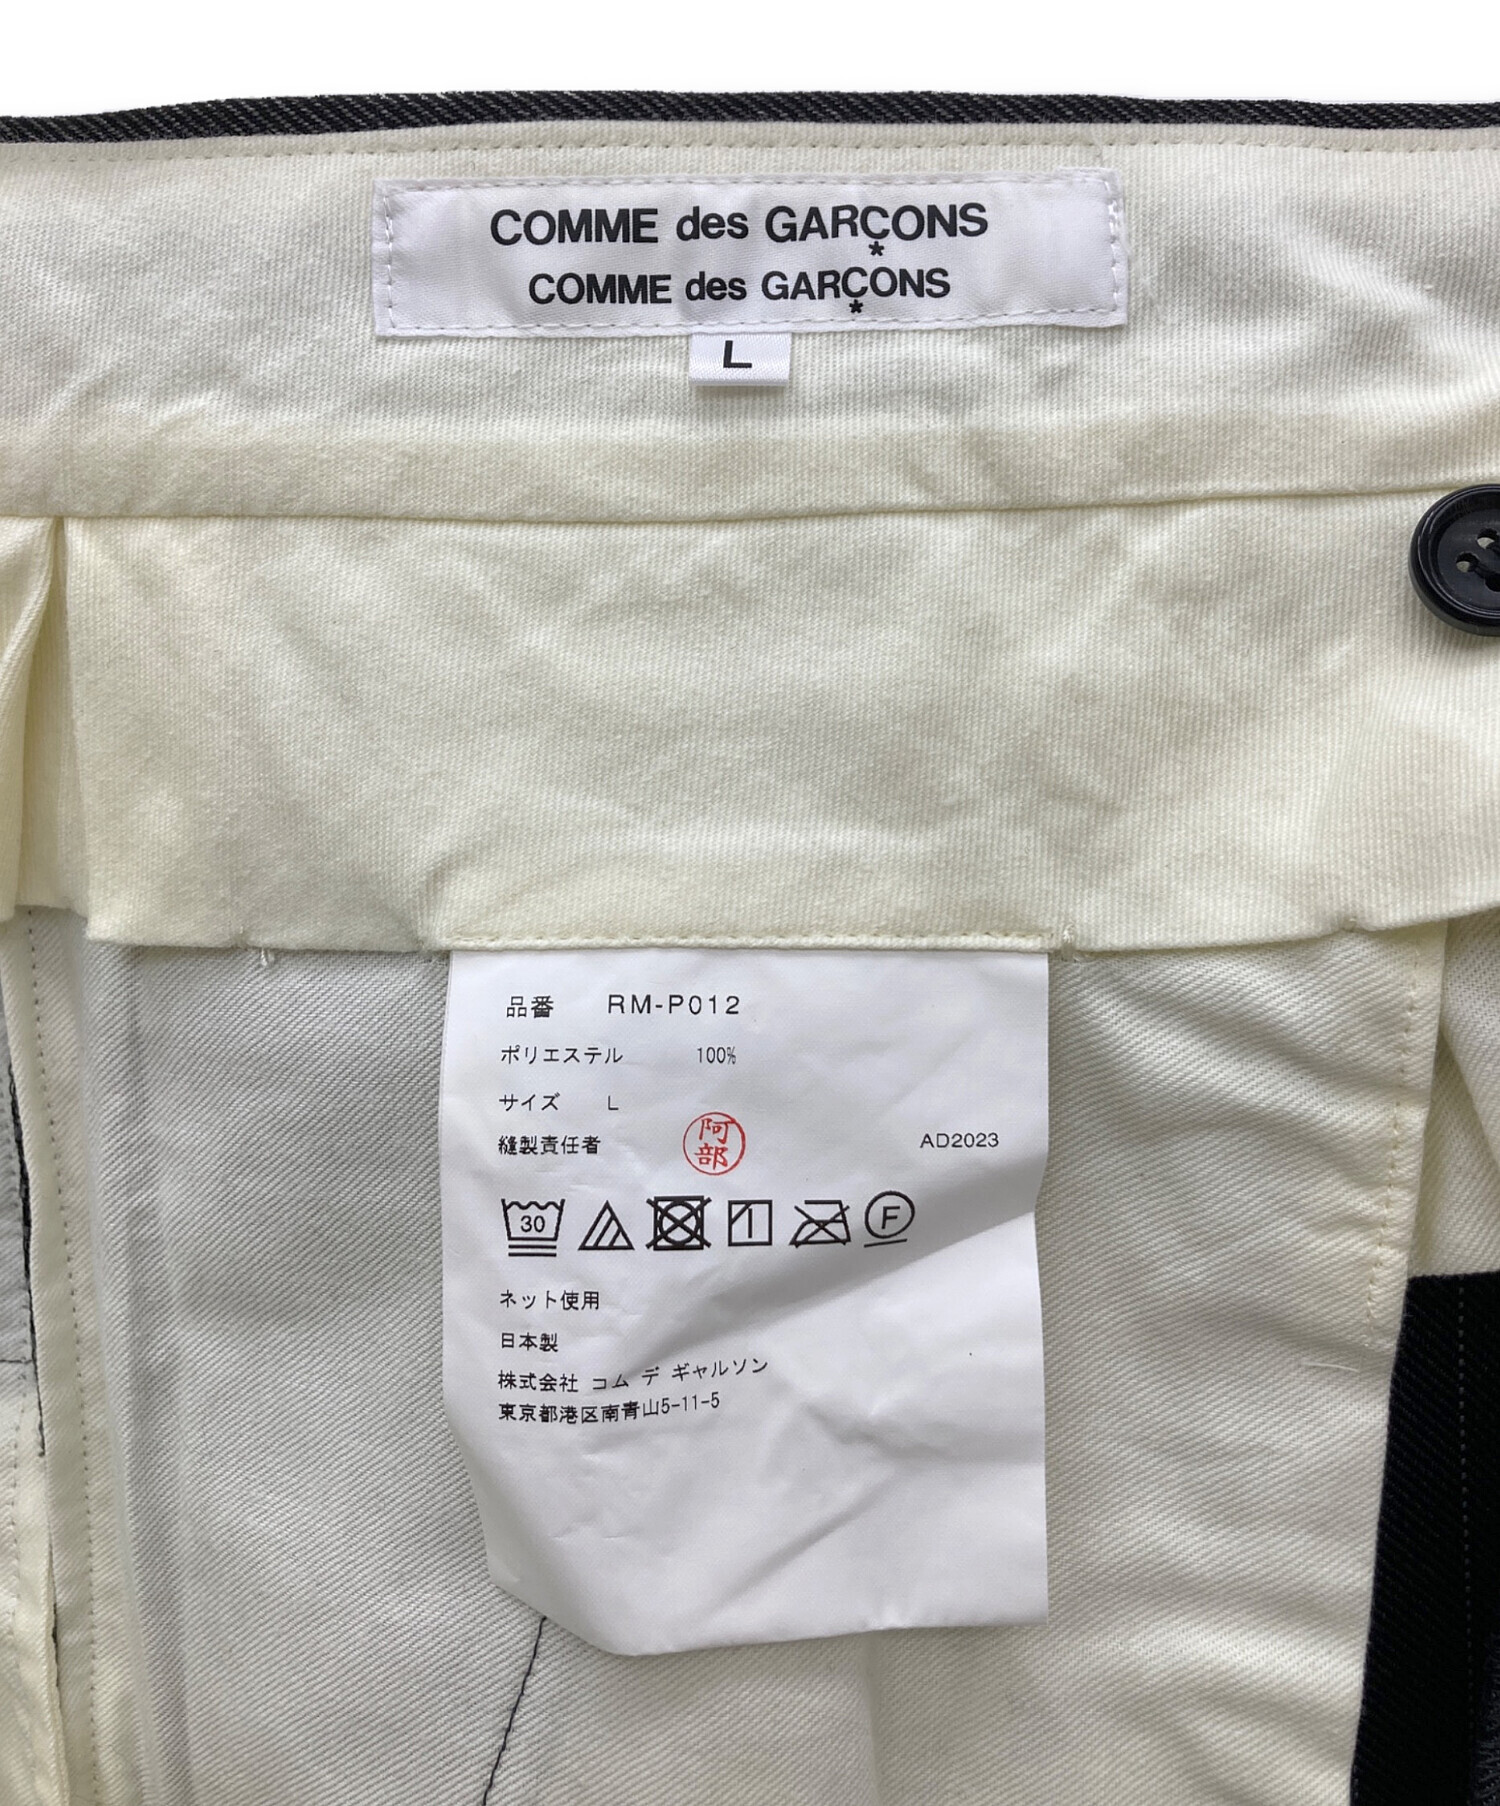 COMME des GARÇONS
*
COMME des GARÇONS
*
L
品番 RM-P012
ポリエステル 100%
サイズ L
縫製責任者 阿部 AD2023
30 F
ネット使用
日本製
株式会社 コム デ ギャルソン
東京都港区南青山5-11-5